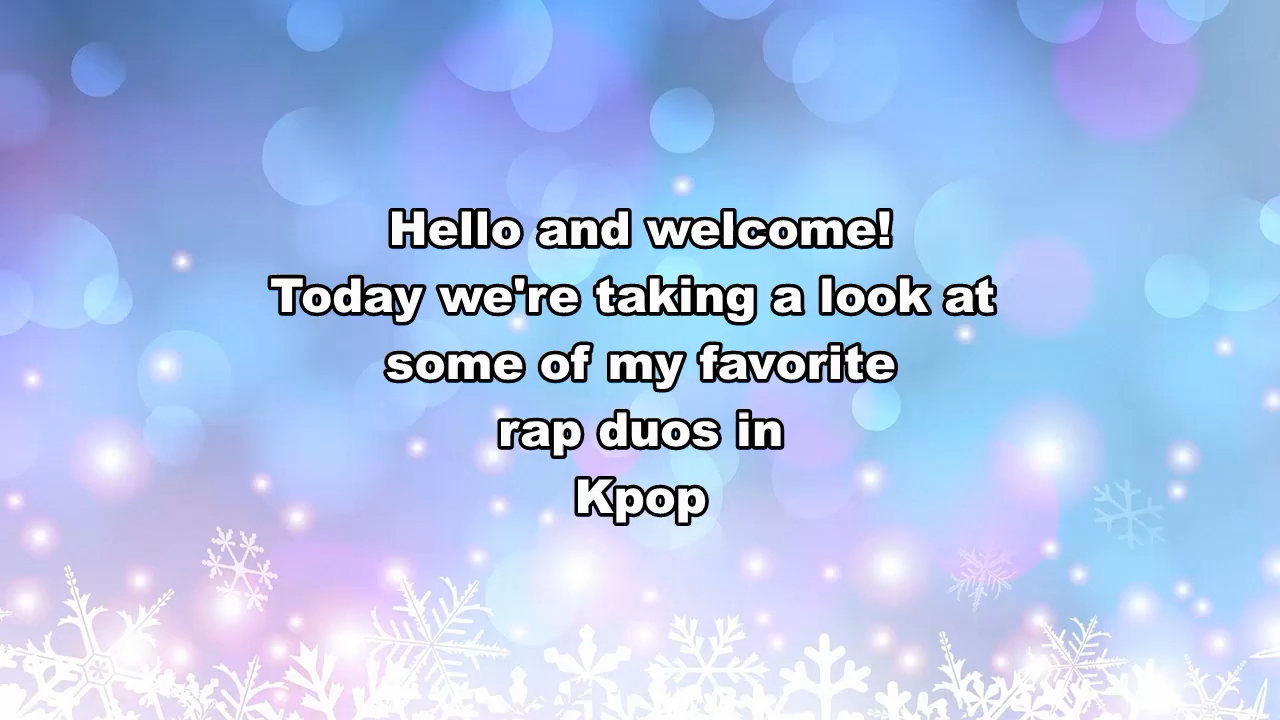 Hello and welcome!
Today we're taking a look at
some of my favorite
rap duos in
Kpop